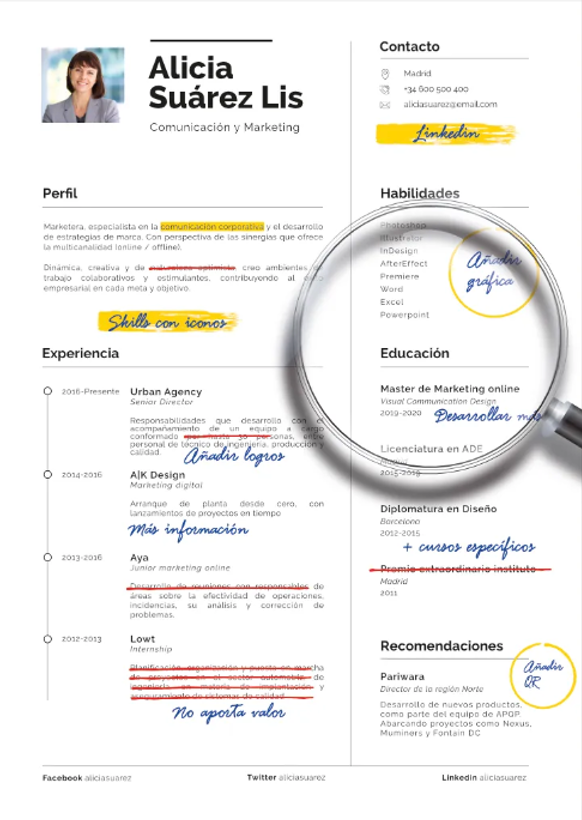 Alicia
Suárez Lis
Comunicación y Marketing
Contacto
Madrid
+34 600 500 400
aliciasuarez@email.com
Linkedin
Perfil
Marketera, especialista en la comunicación corporativa y el desarrollo
de estrategias de marca. Con perspectiva de las sinergias que ofrece
la multicanalidad (online / offline).
Dinámica, creativa y de naturaleza optimista, creo ambientes de
trabajo colaborativos y estimulantes, contribuyendo al éxito
empresarial en cada meta y objetivo.
Skills con iconos
Experiencia
2016-Presente
Urban Agency
Senior Director
Responsabilidades que desarrollo con el
acompañamiento de un equipo a cargo
conformado por hasta 30 personas, entre
personal de técnico de ingeniería, producción y
calidad.
Añadir logros
2014-2016
A|K Design
Marketing digital
Arranque de planta desde cero, con
lanzamientos de proyectos en tiempo
Más información
2013-2016
Aya
Junior marketing online
Desarrollo de reuniones con responsables de
áreas sobre la efectividad de operaciones,
incidencias, su análisis y corrección de
problemas.
2012-2013
Lowt
Internship
Planificación, organización y puesta en marcha
de proyectos en el sector automotriz de
ingeniería, en materia de implantación y
aseguramiento de sistemas de calidad
No aporta valor
Habilidades
Photoshop
Illustrator
InDesign
AfterEffect
Premiere
Word
Excel
Powerpoint
Añadir
gráfica
Educación
Master de Marketing online
Visual Communication Design
2019-2020
Desarrollar más
Licenciatura en ADE
Madrid
2015-2019
Diplomatura en Diseño
Barcelona
2012-2015
+ cursos específicos
Premio extraordinario instituto
Madrid
2011
Recomendaciones
Añadir
QR
Pariwara
Director de la región Norte
Desarrollo de nuevos productos,
como parte del equipo de APQP.
Abarcando proyectos como Nexus,
Muminers y Fontain DC
Facebook aliciasuarez
Twitter aliciasuarez
Linkedin aliciasuarez